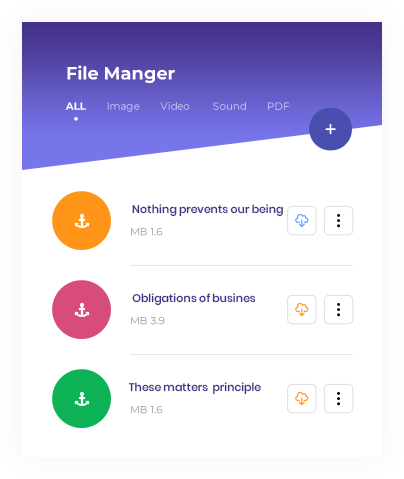 File Manger
ALL Image Video Sound PDF
+
Nothing prevents our being
MB 1.6
Obligations of busines
MB 3.9
These matters principle
MB 1.6